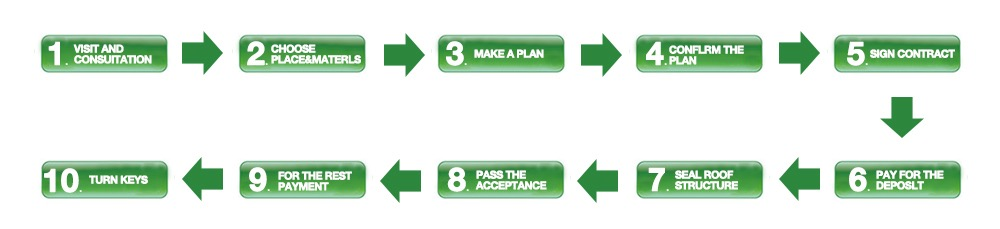 1. VISIT AND
CONSUITATION
2. CHOOSE
PLACE&MATERLS
3. MAKE A PLAN
4. CONFLRM THE
PLAN
5. SIGN CONTRACT
6. PAY FOR THE
DEPOSLT
7. SEAL ROOF
STRUCTURE
8. PASS THE
ACCEPTANCE
9. FOR THE REST
PAYMENT
10. TURN KEYS